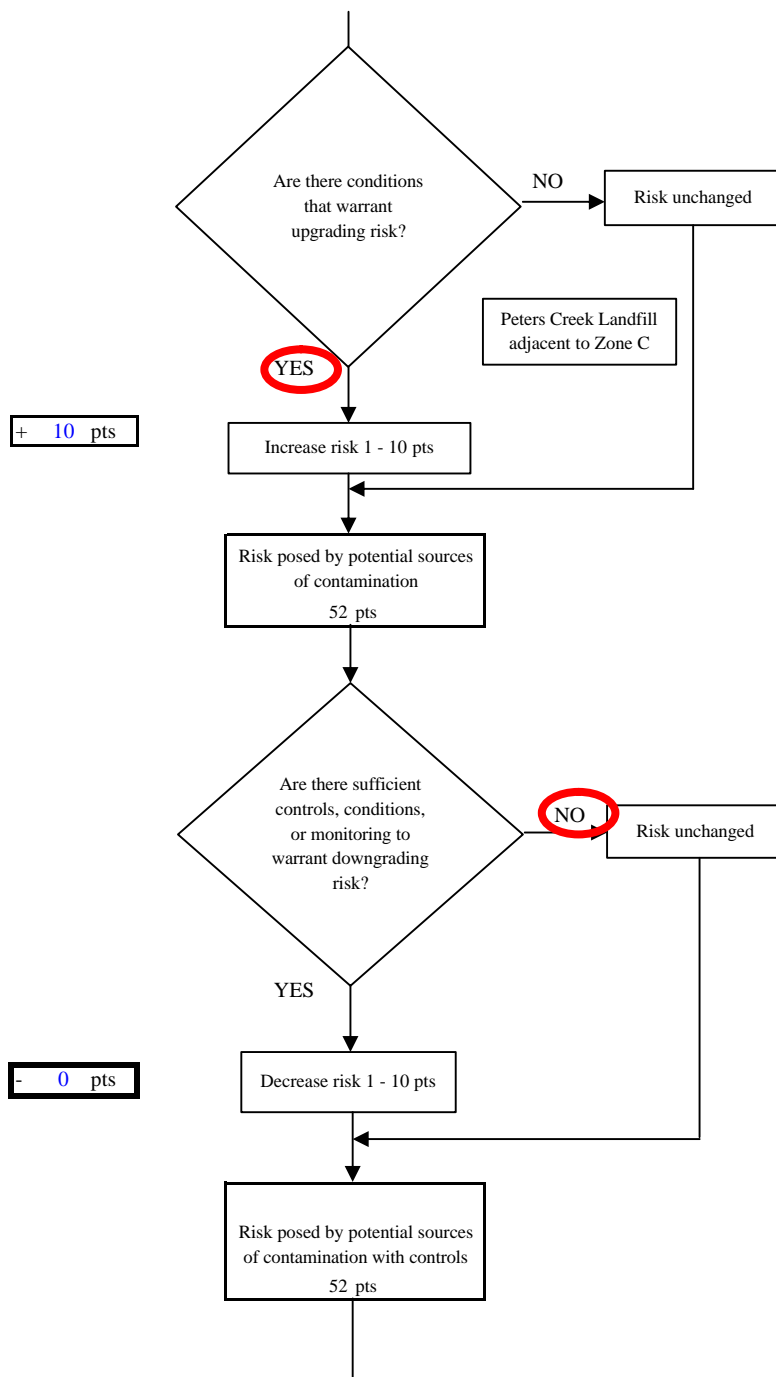 Are there conditions
that warrant
upgrading risk?
NO
Risk unchanged
Peters Creek Landfill
adjacent to Zone C
YES
+ 10 pts
Increase risk 1 - 10 pts
Risk posed by potential sources
of contamination
52 pts
Are there sufficient
controls, conditions,
or monitoring to
warrant downgrading
risk?
NO
Risk unchanged
YES
- 0 pts
Decrease risk 1 - 10 pts
Risk posed by potential sources
of contamination with controls
52 pts